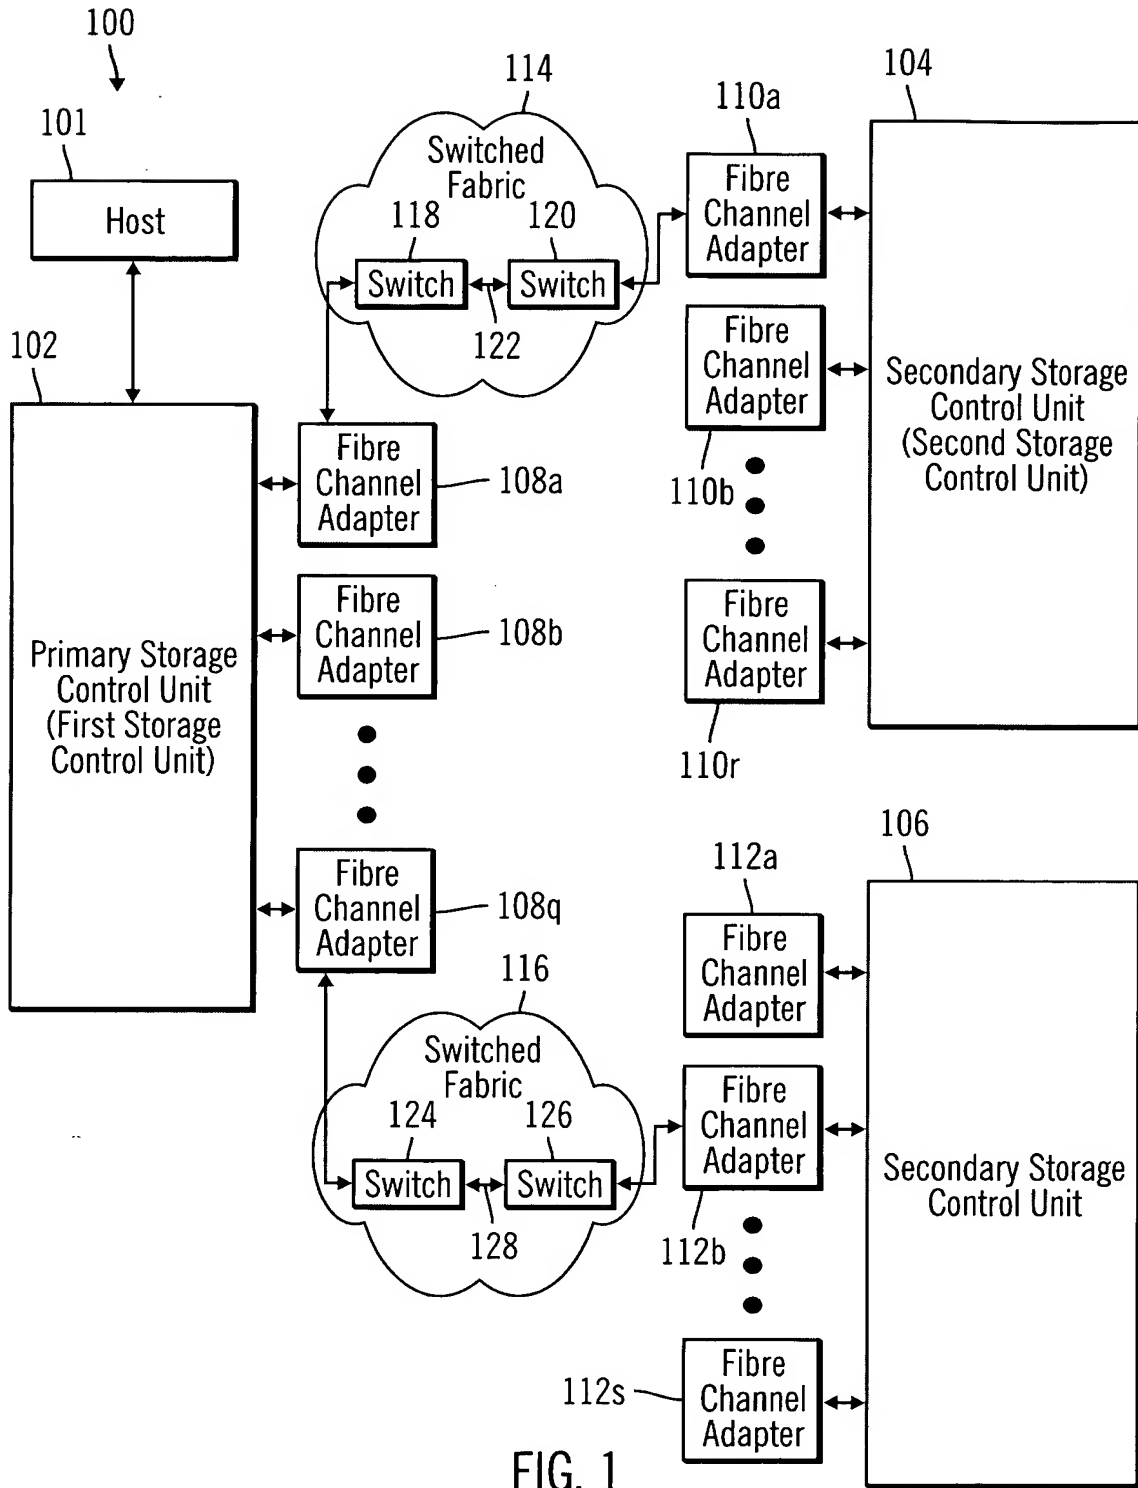 100
101
Host
102
Primary Storage
Control Unit
(First Storage
Control Unit)
114
Switched
Fabric
118
120
Switch
Switch
122
Fibre
Channel
Adapter
108a
Fibre
Channel
Adapter
108b
Fibre
Channel
Adapter
108q
116
Switched
Fabric
124
126
Switch
Switch
128
110a
Fibre
Channel
Adapter
Fibre
Channel
Adapter
110b
Fibre
Channel
Adapter
110r
104
Secondary Storage
Control Unit
(Second Storage
Control Unit)
112a
Fibre
Channel
Adapter
Fibre
Channel
Adapter
112b
Fibre
Channel
Adapter
112s
106
Secondary Storage
Control Unit
FIG. 1